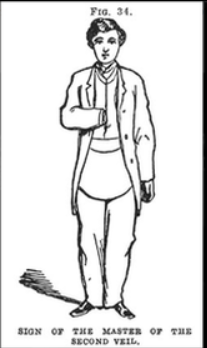 FIG. 34.
SIGN OF THE MASTER OF THE
SECOND VEIL.